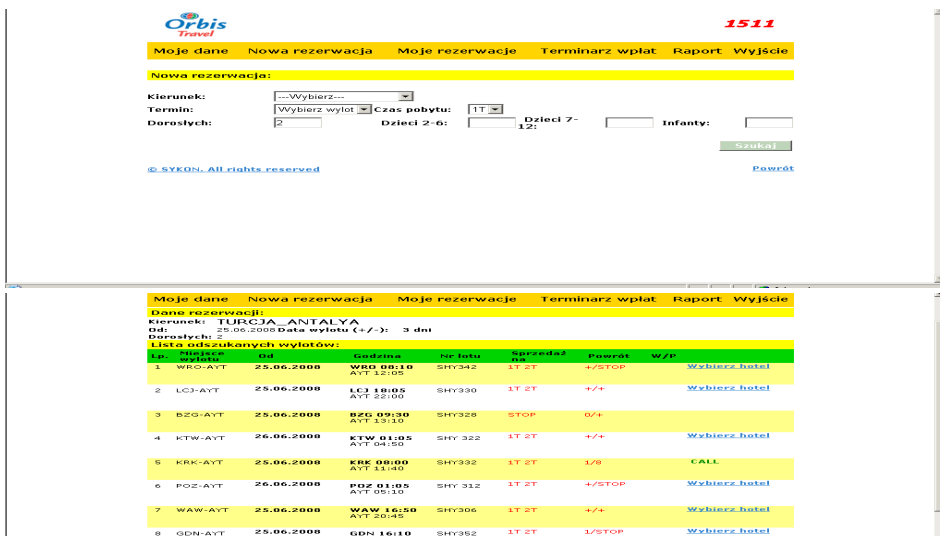 Orbis
Travel
1511
Moje dane Nowa rezerwacja Moje rezerwacje Terminarz wpłat Raport Wyjście
Nowa rezerwacja:
Kierunek: ---Wybierz---
Termin: Wybierz wylot Czas pobytu: 1T
Dorosłych: 2 Dzieci 2-6: Dzieci 7-12: Infanty:
Szukaj
© SYKON. All rights reserved Powrót
Moje dane Nowa rezerwacja Moje rezerwacje Terminarz wpłat Raport Wyjście
Dane rezerwacji:
Kierunek: TURCJA_ANTALYA
Od: 25.06.2008 Data wylotu (+/-): 3 dni
Dorosłych: 2
Lista odszukanych wylotów:
Lp. Miejsce wylotu Od Godzina Nr lotu Sprzedaż na Powrót W/P
1 WRO-AYT 25.06.2008 WRO 08:10 SHY342 1T 2T +/STOP Wybierz hotel
AYT 12:05
2 LCJ-AYT 25.06.2008 LCJ 18:05 SHY330 1T 2T +/+ Wybierz hotel
AYT 22:00
3 BZG-AYT 25.06.2008 BZG 09:30 SHY328 STOP 0/+
AYT 13:10
4 KTW-AYT 26.06.2008 KTW 01:05 SHY 322 1T 2T +/+ Wybierz hotel
AYT 04:50
5 KRK-AYT 25.06.2008 KRK 08:00 SHY332 1T 2T 1/8 CALL
AYT 11:40
6 POZ-AYT 26.06.2008 POZ 01:05 SHY 312 1T 2T +/STOP Wybierz hotel
AYT 05:10
7 WAW-AYT 25.06.2008 WAW 16:50 SHY306 1T 2T +/+ Wybierz hotel
AYT 20:45
8 GDN-AYT 25.06.2008 GDN 16:10 SHY352 1T 2T 1/STOP Wybierz hotel